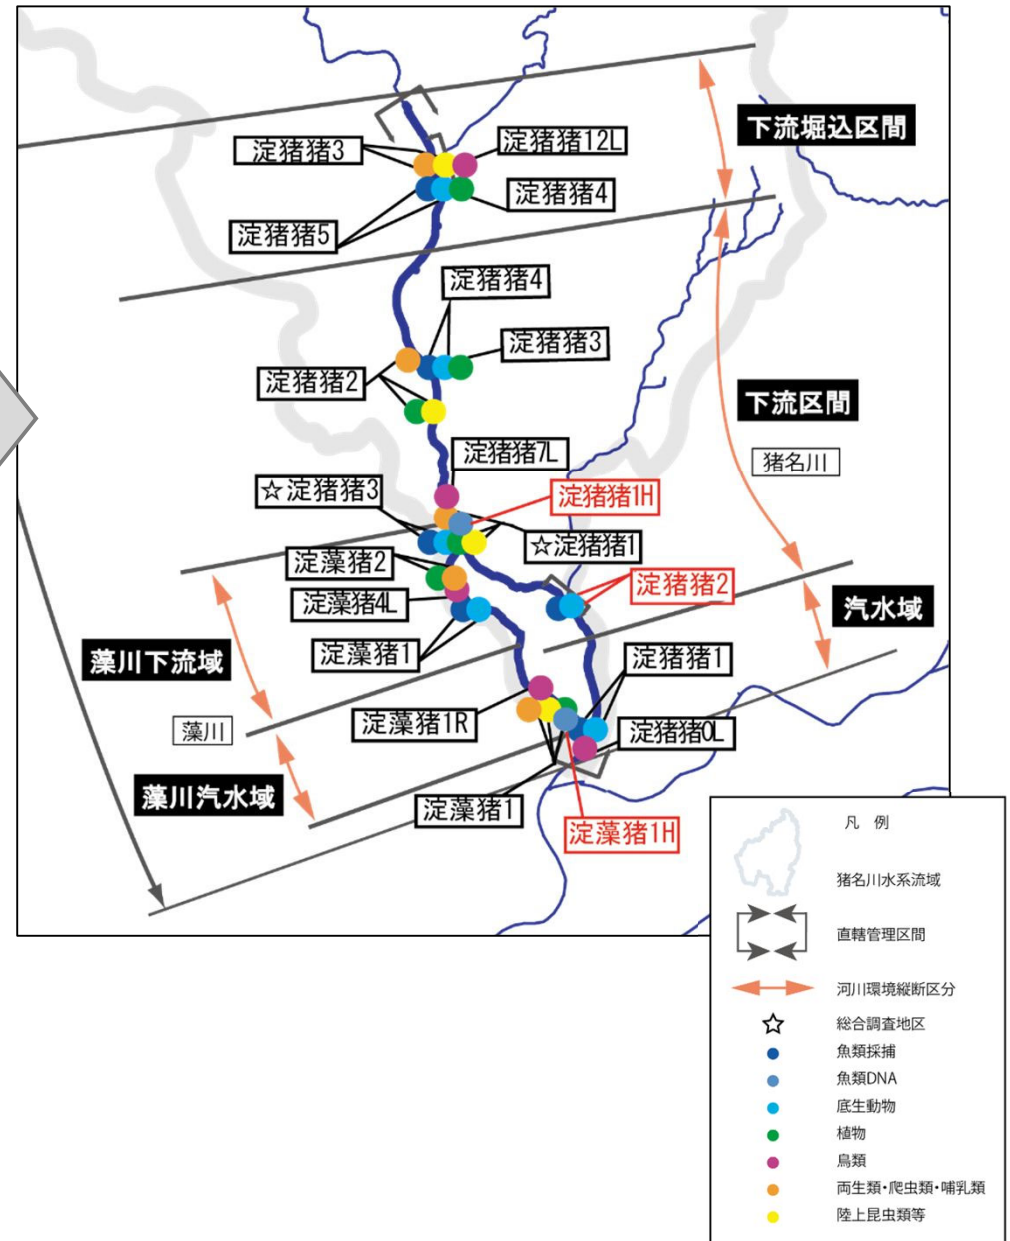 下流堀込区間
淀猪猪3
淀猪猪12L
淀猪猪4
淀猪猪5
淀猪猪4
淀猪猪3
淀猪猪2
下流区間
猪名川
淀猪猪7L
☆淀猪猪3
淀猪猪1H
☆淀猪猪1
淀藻猪2
淀猪猪2
淀藻猪4L
汽水域
淀藻猪1
淀猪猪1
藻川下流域
淀藻猪1R
藻川
淀猪猪0L
藻川汽水域
淀藻猪1
淀藻猪1H
凡 例
猪名川水系流域
直轄管理区間
河川環境縦断区分
☆ 総合調査地区
魚類採捕
魚類DNA
底生動物
植物
鳥類
両生類・爬虫類・哺乳類
陸上昆虫類等